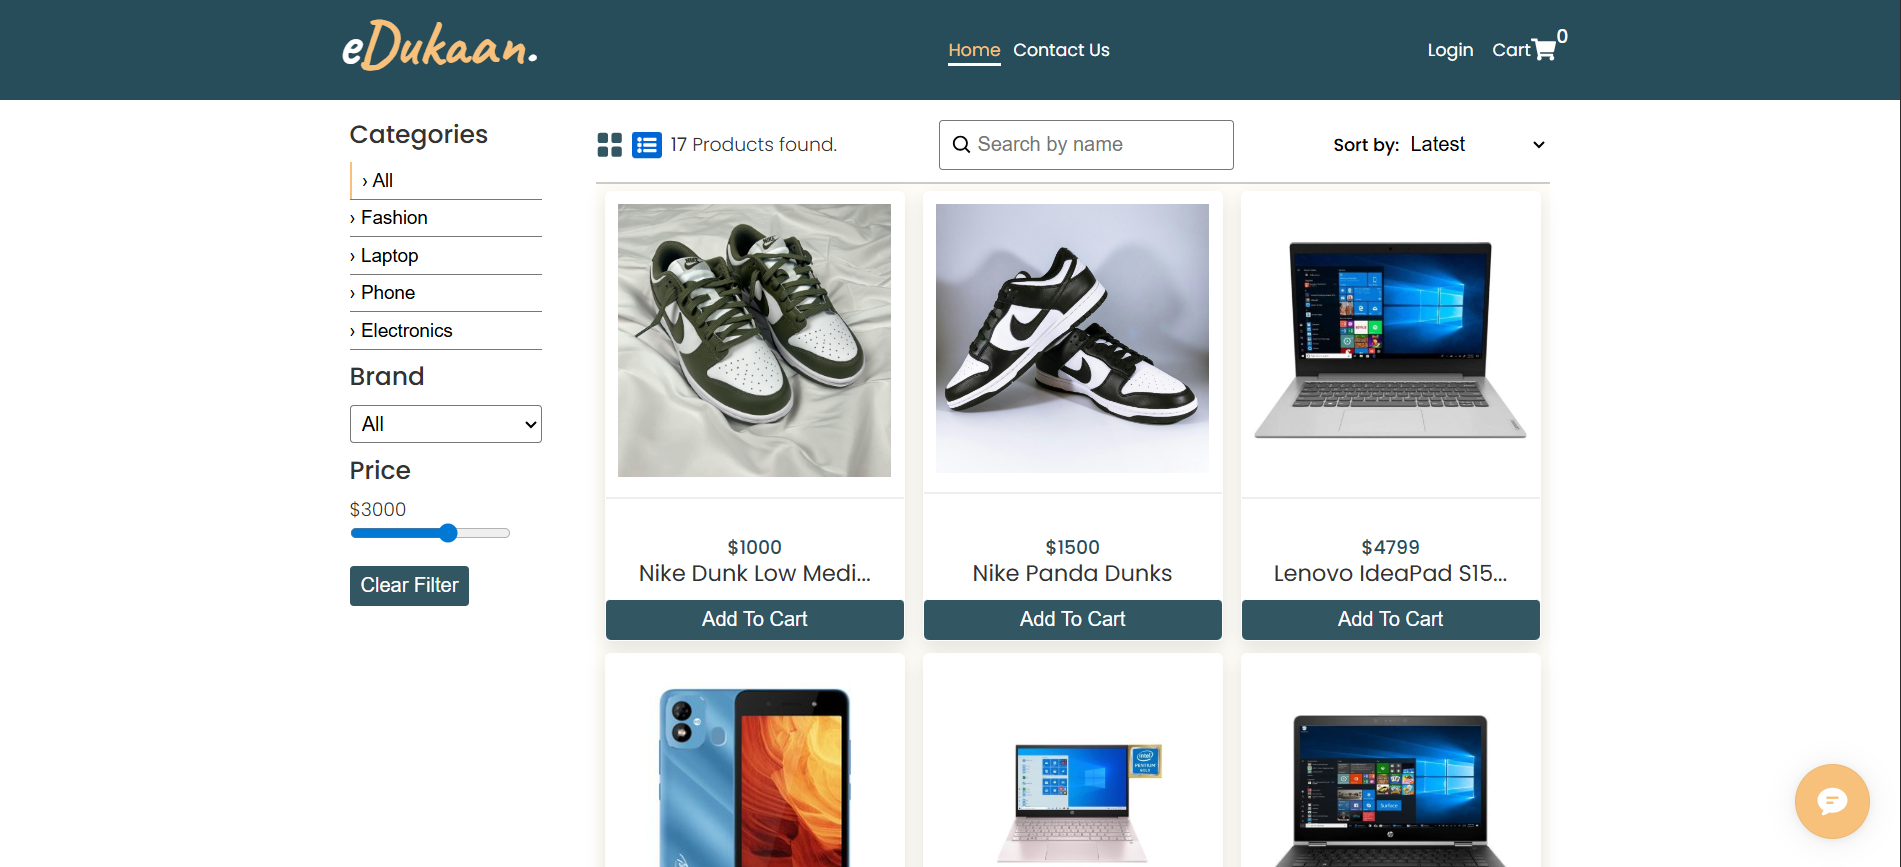 eDukaan.
Home Contact Us
Login Cart 0
Categories
› All
› Fashion
› Laptop
› Phone
› Electronics
Brand
All
Price
$3000
Clear Filter
17 Products found.
Search by name
Sort by: Latest
$1000
Nike Dunk Low Medi...
Add To Cart
$1500
Nike Panda Dunks
Add To Cart
$4799
Lenovo IdeaPad S15...
Add To Cart